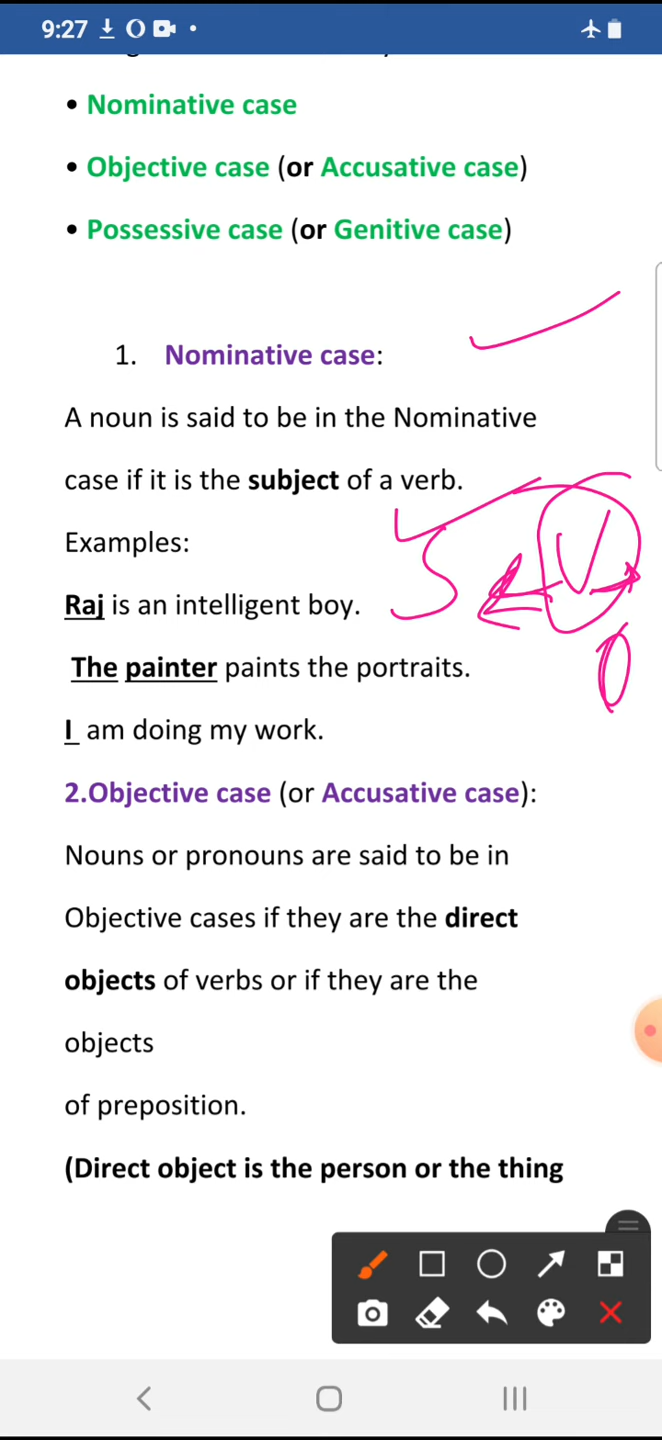 9:27
• Nominative case
• Objective case (or Accusative case)
• Possessive case (or Genitive case)
1. Nominative case:
A noun is said to be in the Nominative
case if it is the subject of a verb.
Examples:
Raj is an intelligent boy.
The painter paints the portraits.
I am doing my work.
S V
O
2.Objective case (or Accusative case):
Nouns or pronouns are said to be in
Objective cases if they are the direct
objects of verbs or if they are the
objects
of preposition.
(Direct object is the person or the thing